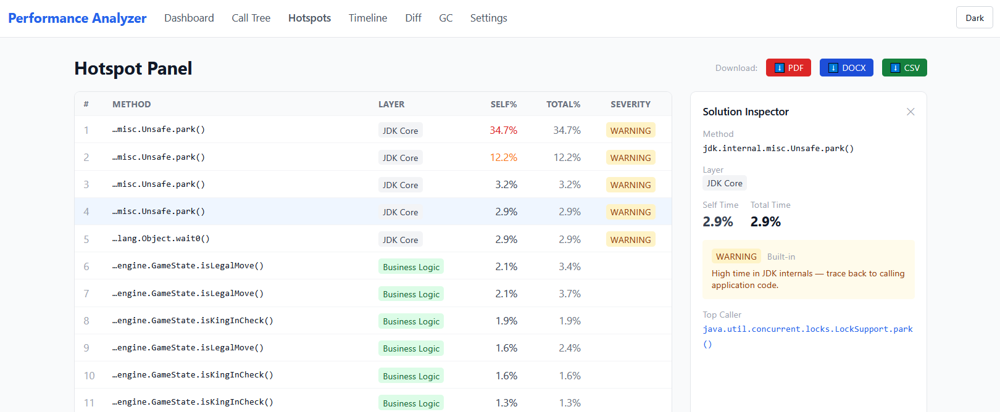 Performance Analyzer Dashboard Call Tree Hotspots Timeline Diff GC Settings Dark
Hotspot Panel
Download: PDF DOCX CSV
# METHOD LAYER SELF% TOTAL% SEVERITY
1 …misc.Unsafe.park() JDK Core 34.7% 34.7% WARNING
2 …misc.Unsafe.park() JDK Core 12.2% 12.2% WARNING
3 …misc.Unsafe.park() JDK Core 3.2% 3.2% WARNING
4 …misc.Unsafe.park() JDK Core 2.9% 2.9% WARNING
5 …lang.Object.wait0() JDK Core 2.9% 2.9% WARNING
6 …engine.GameState.isLegalMove() Business Logic 2.1% 3.4%
7 …engine.GameState.isLegalMove() Business Logic 2.1% 3.7%
8 …engine.GameState.isKingInCheck() Business Logic 1.9% 1.9%
9 …engine.GameState.isLegalMove() Business Logic 1.6% 2.4%
10 …engine.GameState.isKingInCheck() Business Logic 1.6% 1.6%
11 …engine.GameState.isKingInCheck() Business Logic 1.3% 1.3%
Solution Inspector
Method
jdk.internal.misc.Unsafe.park()
Layer
JDK Core
Self Time Total Time
2.9% 2.9%
WARNING Built-in
High time in JDK internals — trace back to calling
application code.
Top Caller
java.util.concurrent.locks.LockSupport.park
()